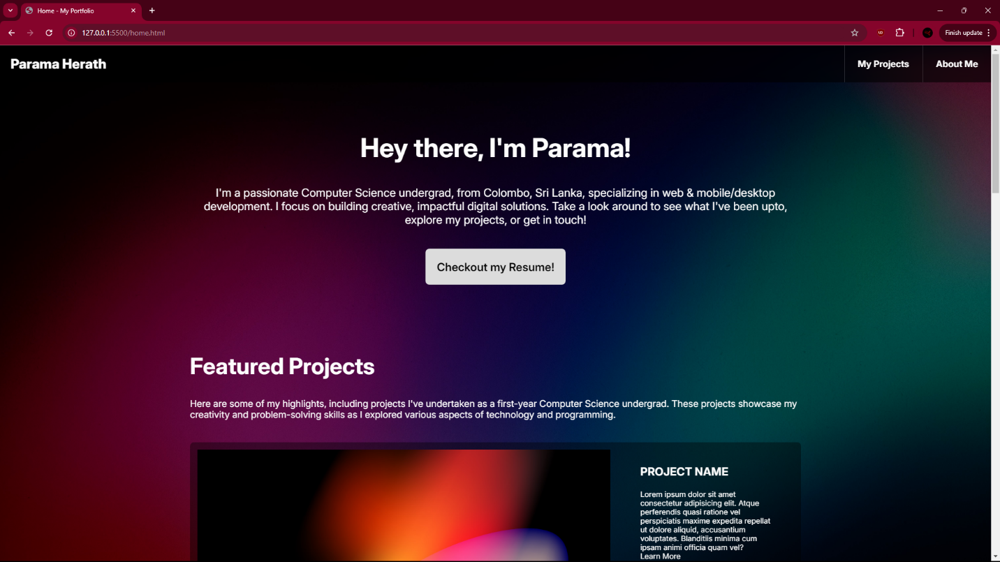 Home - My Portfolio
127.0.0.1:5500/home.html
Finish update
Parama Herath
My Projects
About Me
Hey there, I'm Parama!
I'm a passionate Computer Science undergrad, from Colombo, Sri Lanka, specializing in web & mobile/desktop
development. I focus on building creative, impactful digital solutions. Take a look around to see what I've been upto,
explore my projects, or get in touch!
Checkout my Resume!
Featured Projects
Here are some of my highlights, including projects I've undertaken as a first-year Computer Science undergrad. These projects showcase my
creativity and problem-solving skills as I explored various aspects of technology and programming.
PROJECT NAME
Lorem ipsum dolor sit amet
consectetur adipisicing elit. Atque
perferendis quasi ratione vel
perspiciatis maxime expedita repellat
ut dolore aliquid, accusantium
voluptates. Blanditiis minima cum
ipsam animi officia quam vel?
Learn More